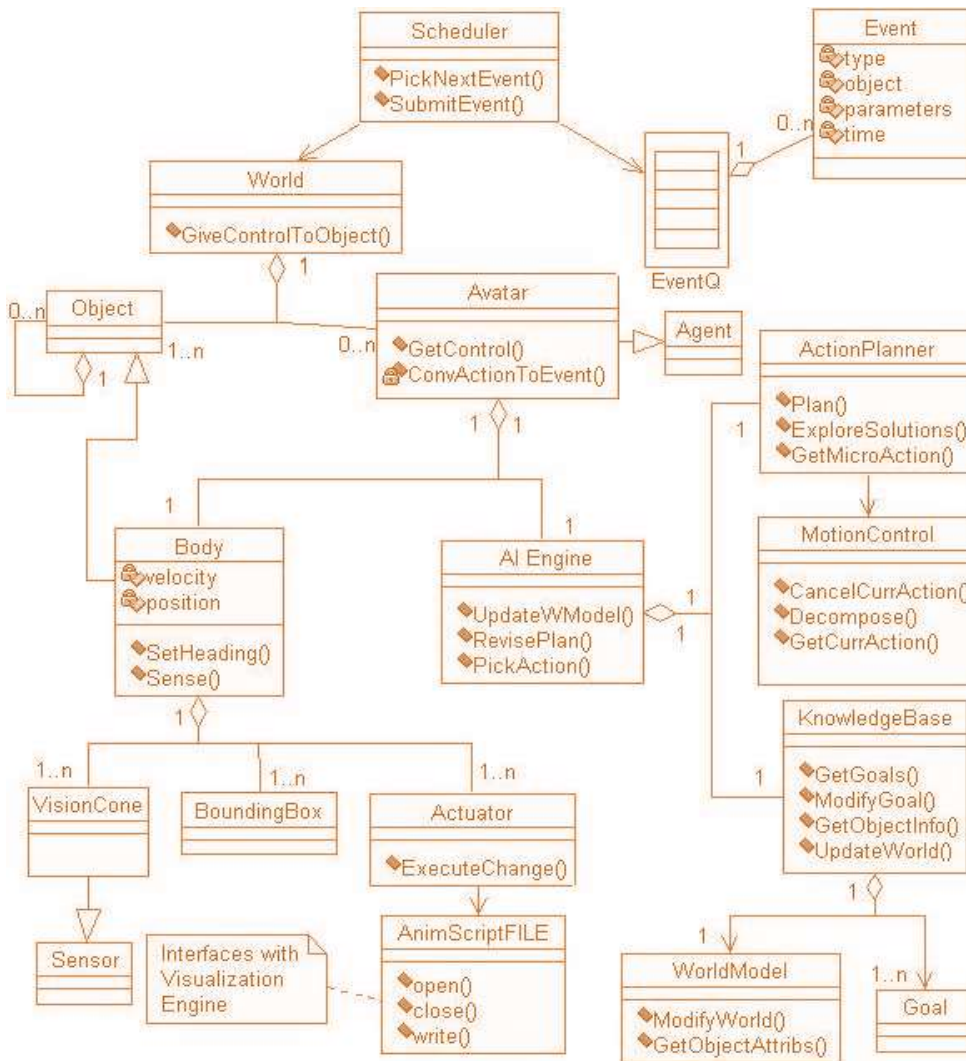 Scheduler
PickNextEvent()
SubmitEvent()
Event
type
object
parameters
time
0..n
1
EventQ
World
GiveControlToObject()
1
Object
0..n
1
1..n
Avatar
GetControl()
ConvActionToEvent()
0..n
1
1
Agent
ActionPlanner
Plan()
ExploreSolutions()
GetMicroAction()
1
MotionControl
CancelCurrAction()
Decompose()
GetCurrAction()
1
Body
velocity
position
SetHeading()
Sense()
1
1
AI Engine
UpdateWModel()
RevisePlan()
PickAction()
1
1
KnowledgeBase
GetGoals()
ModifyGoal()
GetObjectInfo()
UpdateWorld()
1
1
1..n
VisionCone
1..n
BoundingBox
1..n
Actuator
ExecuteChange()
Sensor
Interfaces with
Visualization
Engine
AnimScriptFILE
open()
close()
write()
1
WorldModel
ModifyWorld()
GetObjectAttribs()
1..n
Goal